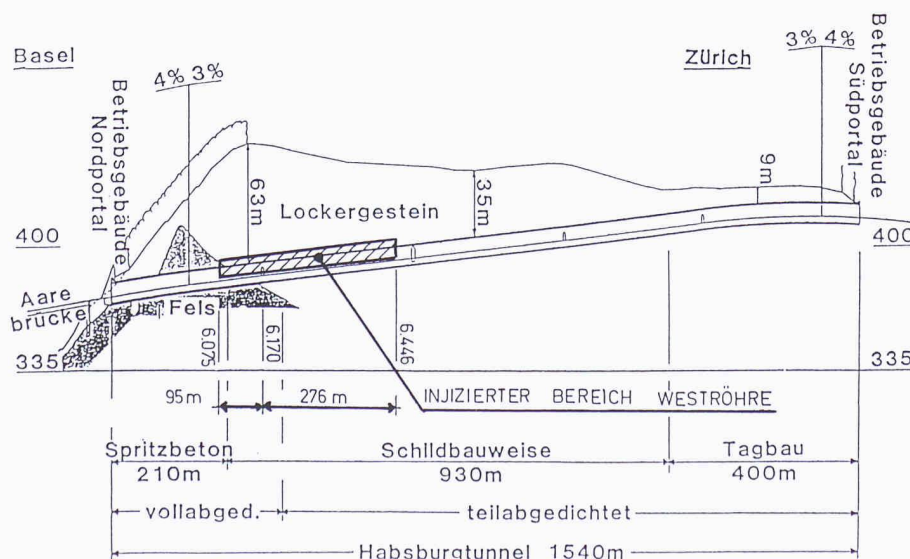 Basel
Zürich
3% 4%
4% 3%
Betriebsgebäude
Nordportal
Betriebsgebäude
Südportal
63m
35m
9m
Lockergestein
400
400
Aare
brücke
Fels
335
335
6.075
6.170
6.446
95m
276 m
INJIZIERTER BEREICH WESTRÖHRE
Spritzbeton
210m
Schildbauweise
930m
Tagbau
400m
vollabged.
teilabgedichtet
Habsburgtunnel 1540m